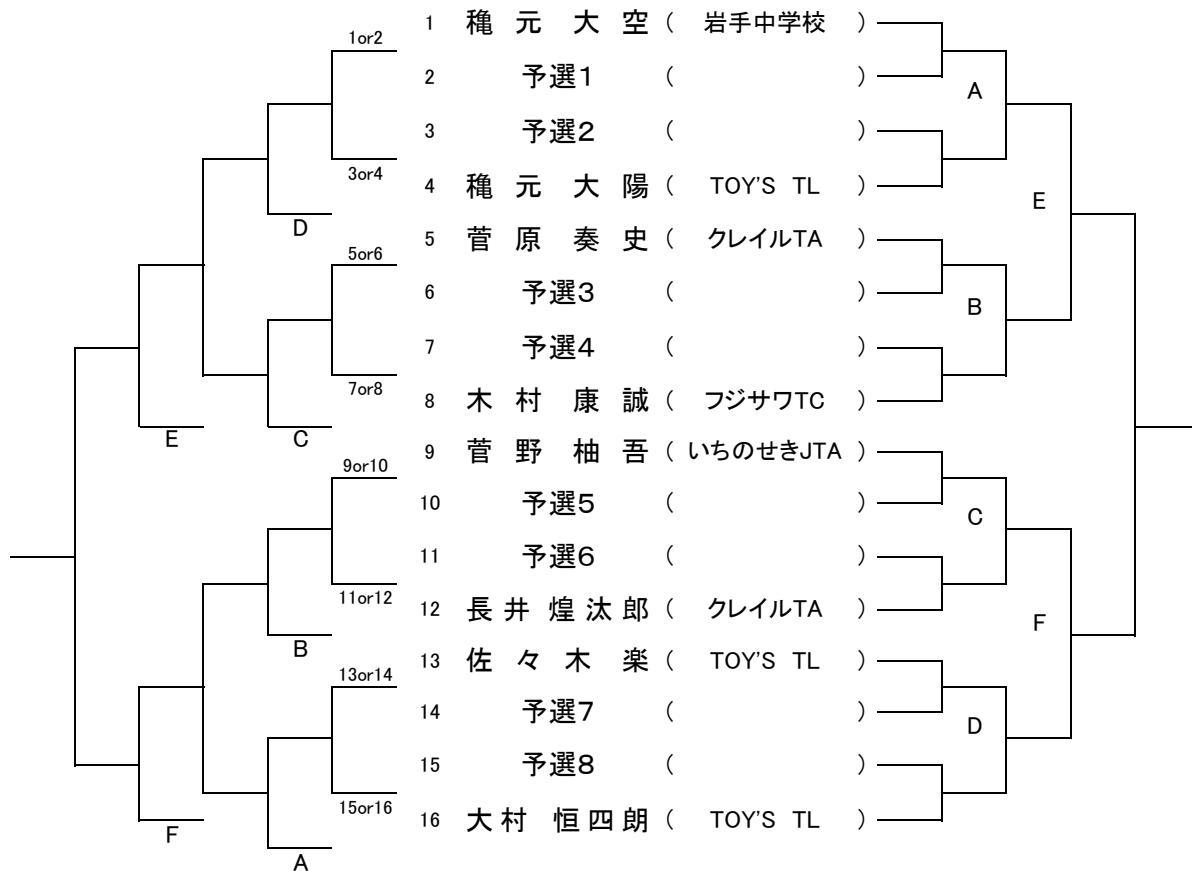 1 穐元 大空 ( 岩手中学校 )
1or2
2 予選1 ( )
A
3 予選2 ( )
3or4
4 穐元 大陽 ( TOY'S TL )
E
D
5 菅原 奏史 ( クレイルTA )
5or6
6 予選3 ( )
B
7 予選4 ( )
7or8
8 木村 康誠 ( フジサワTC )
E
C
9 菅野 柚吾 ( いちのせきJTA )
9or10
10 予選5 ( )
C
11 予選6 ( )
11or12
12 長井 煌汰郎 ( クレイルTA )
F
B
13 佐々木 楽 ( TOY'S TL )
13or14
14 予選7 ( )
D
15 予選8 ( )
15or16
16 大村 恒四朗 ( TOY'S TL )
F
A